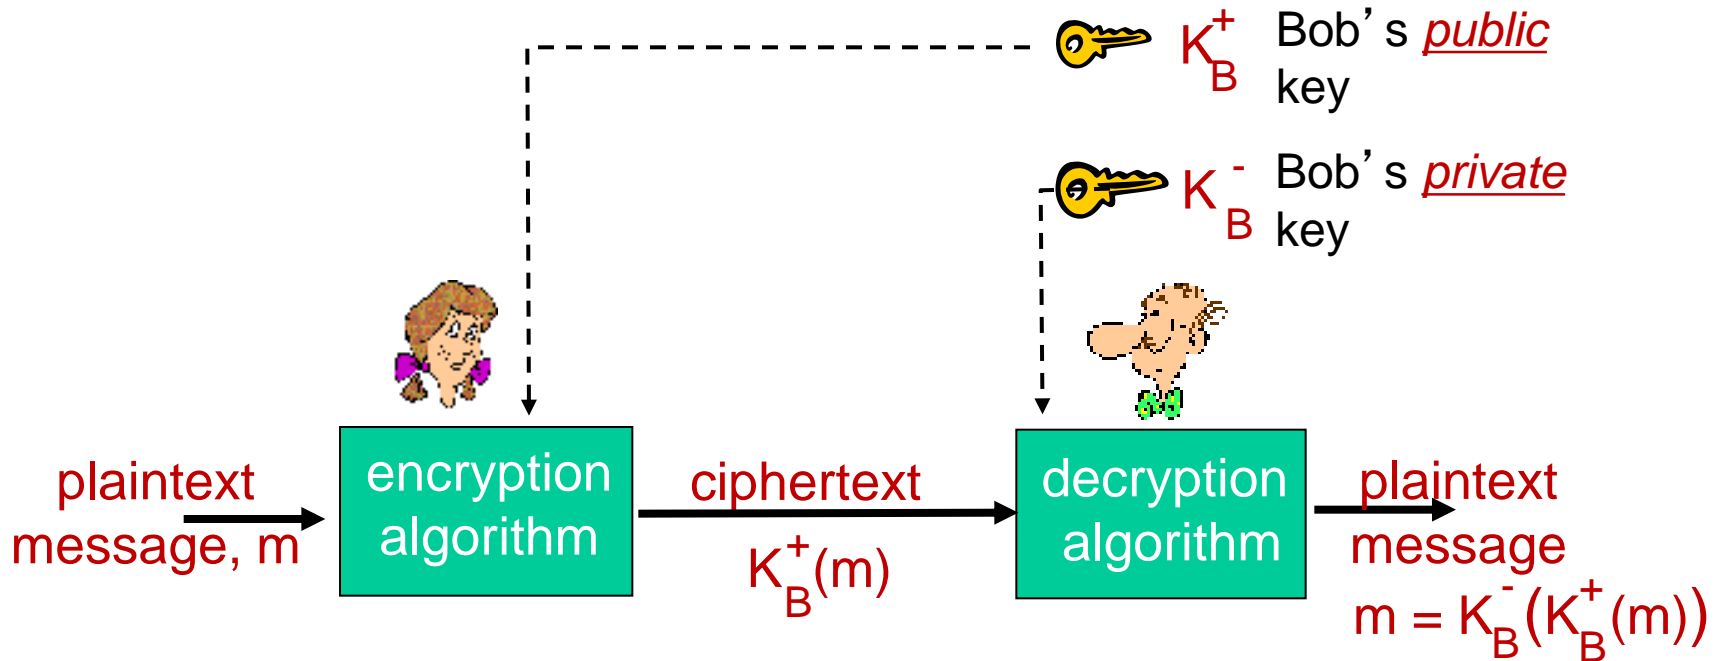 K_B^+ Bob’s public
key
K_B^- Bob’s private
key
plaintext
message, m
encryption
algorithm
ciphertext
K_B^+(m)
decryption
algorithm
plaintext
message
m = K_B^-(K_B^+(m))